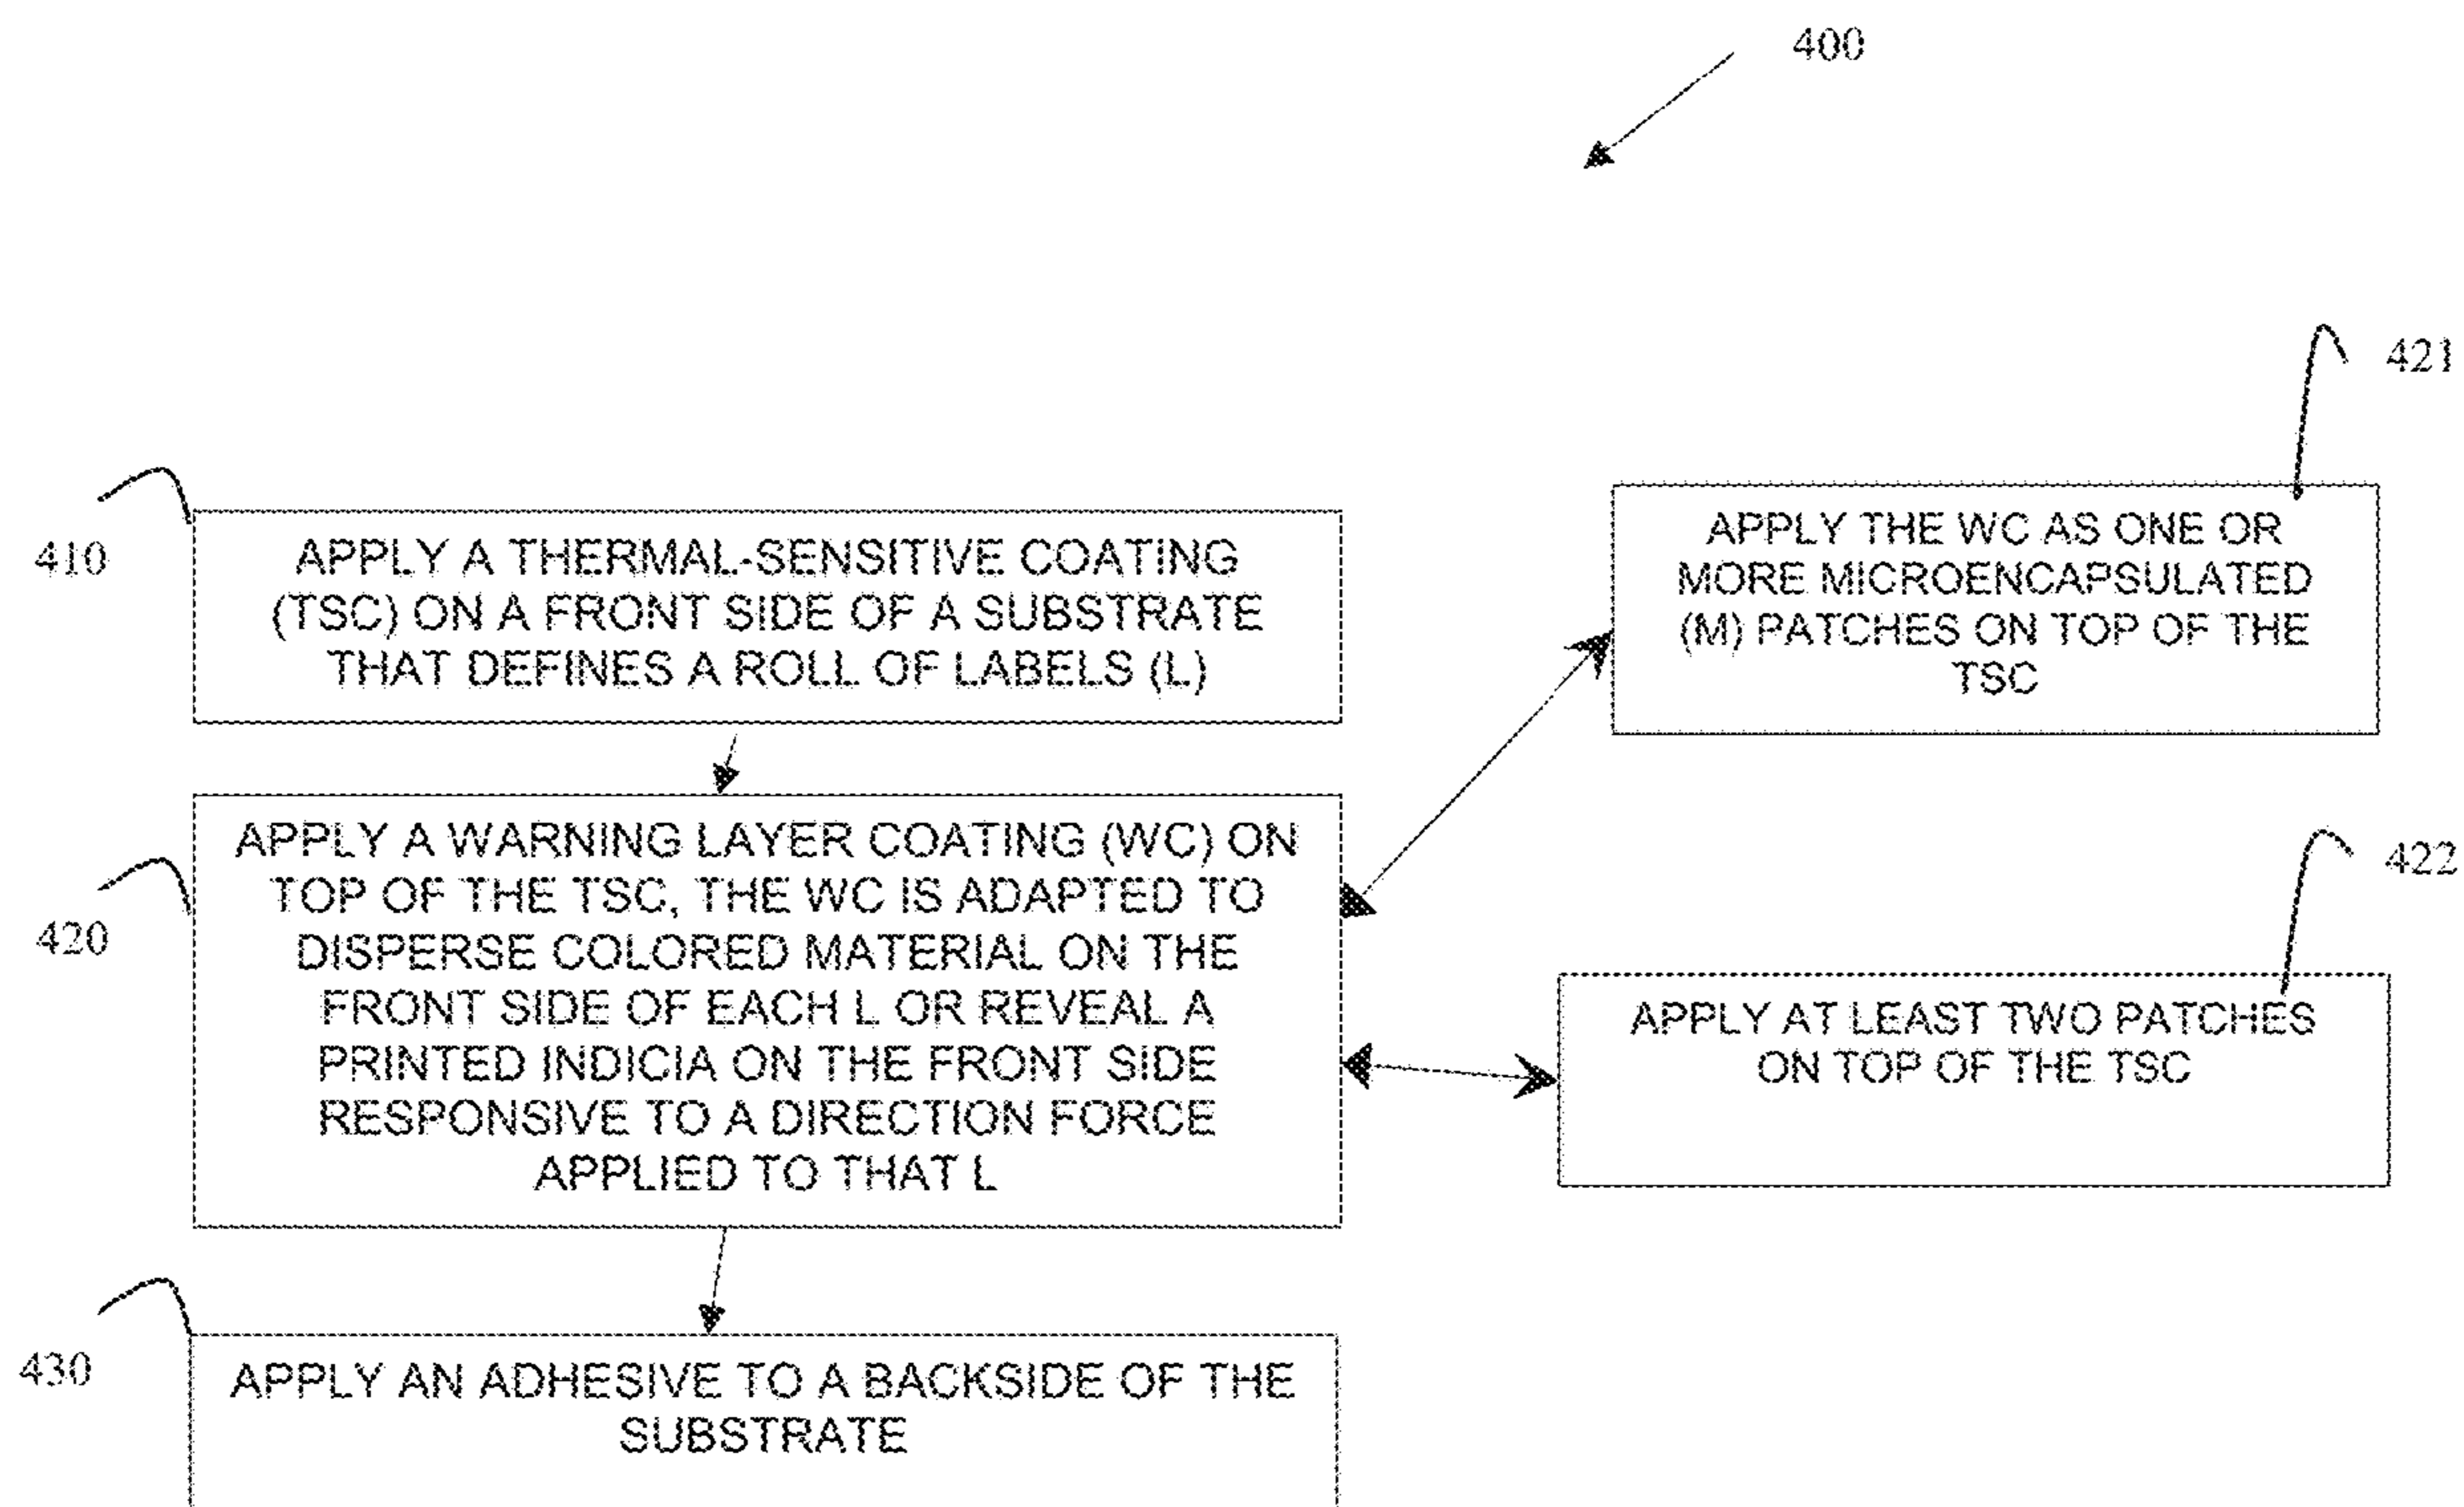 400
410
APPLY A THERMAL-SENSITIVE COATING
(TSC) ON A FRONT SIDE OF A SUBSTRATE
THAT DEFINES A ROLL OF LABELS (L)
421
APPLY THE WC AS ONE OR
MORE MICROENCAPSULATED
(M) PATCHES ON TOP OF THE
TSC
420
APPLY A WARNING LAYER COATING (WC) ON
TOP OF THE TSC, THE WC IS ADAPTED TO
DISPERSE COLORED MATERIAL ON THE
FRONT SIDE OF EACH L OR REVEAL A
PRINTED INDICIA ON THE FRONT SIDE
RESPONSIVE TO A DIRECTION FORCE
APPLIED TO THAT L
422
APPLY AT LEAST TWO PATCHES
ON TOP OF THE TSC
430
APPLY AN ADHESIVE TO A BACKSIDE OF THE
SUBSTRATE